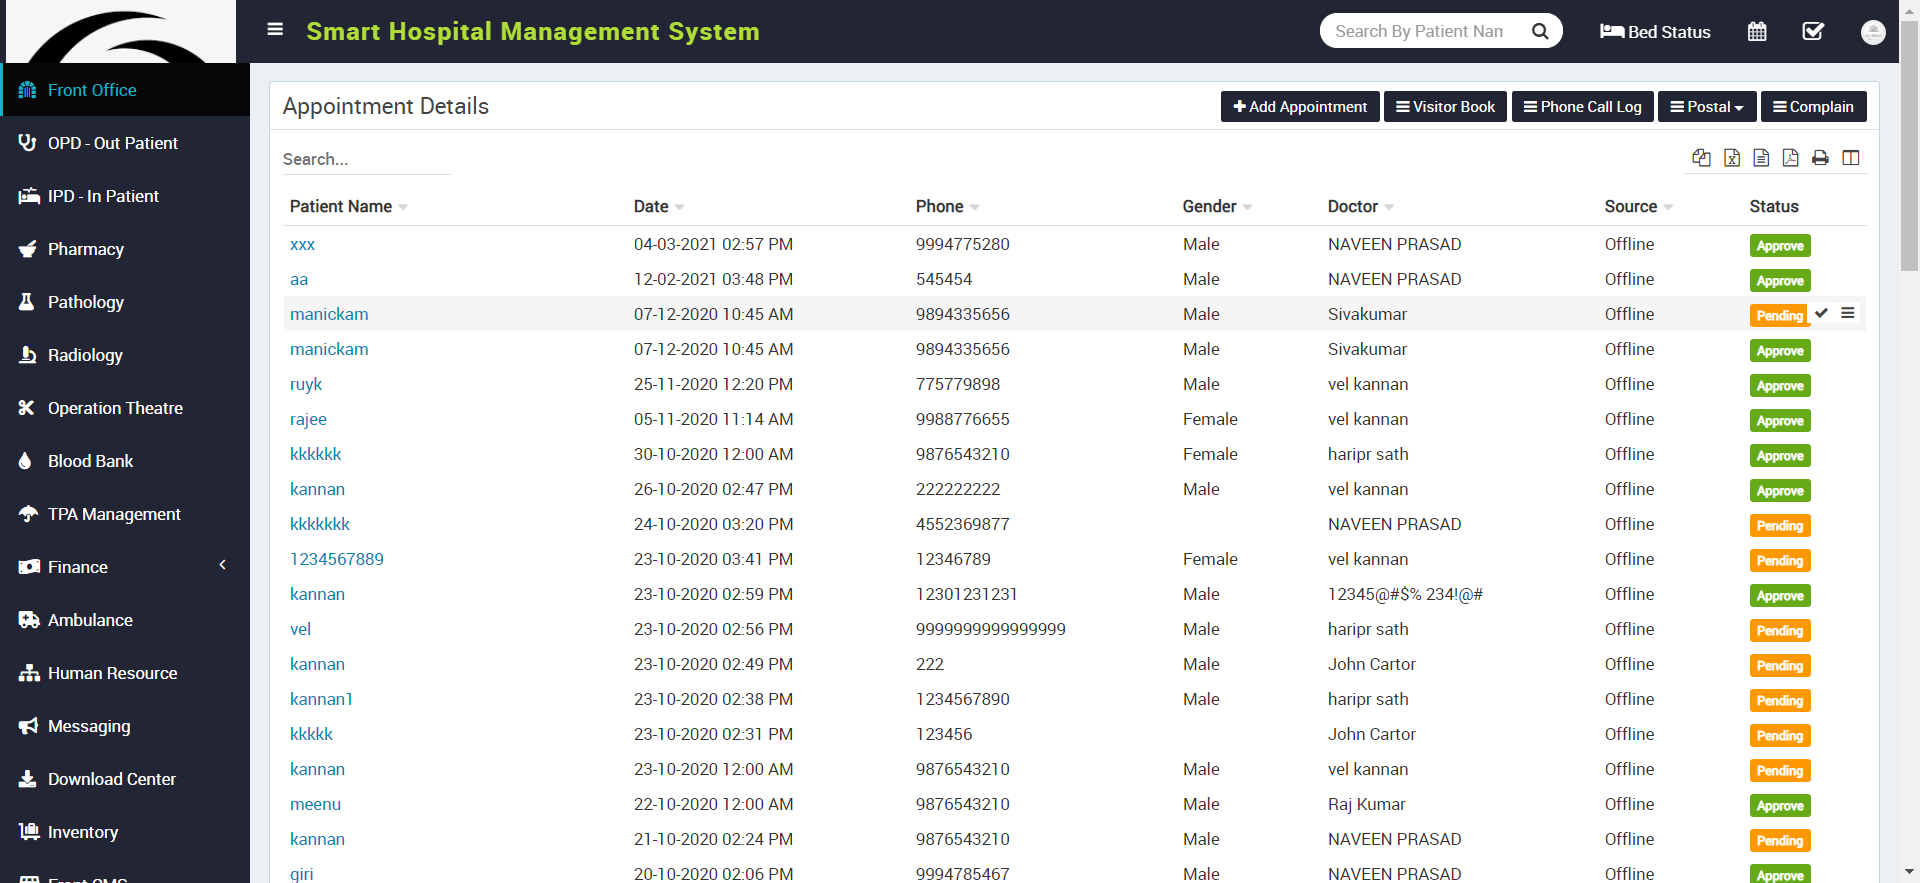 Smart Hospital Management System
Search By Patient Nam
Bed Status
Front Office
OPD - Out Patient
IPD - In Patient
Pharmacy
Pathology
Radiology
Operation Theatre
Blood Bank
TPA Management
Finance
Ambulance
Human Resource
Messaging
Download Center
Inventory
Appointment Details
Add Appointment Visitor Book Phone Call Log Postal Complain
Search...
Patient Name Date Phone Gender Doctor Source Status
xxx 04-03-2021 02:57 PM 9994775280 Male NAVEEN PRASAD Offline Approve
aa 12-02-2021 03:48 PM 545454 Male NAVEEN PRASAD Offline Approve
manickam 07-12-2020 10:45 AM 9894335656 Male Sivakumar Offline Pending
manickam 07-12-2020 10:45 AM 9894335656 Male Sivakumar Offline Approve
ruyk 25-11-2020 12:20 PM 775779898 Male vel kannan Offline Approve
rajee 05-11-2020 11:14 AM 9988776655 Female vel kannan Offline Approve
kkkkkk 30-10-2020 12:00 AM 9876543210 Female haripr sath Offline Approve
kannan 26-10-2020 02:47 PM 222222222 Male vel kannan Offline Approve
kkkkkkk 24-10-2020 03:20 PM 4552369877 NAVEEN PRASAD Offline Pending
1234567889 23-10-2020 03:41 PM 12346789 Female vel kannan Offline Pending
kannan 23-10-2020 02:59 PM 12301231231 Male 12345@#$% 234!@# Offline Approve
vel 23-10-2020 02:56 PM 9999999999999999 Male haripr sath Offline Pending
kannan 23-10-2020 02:49 PM 222 Male John Cartor Offline Pending
kannan1 23-10-2020 02:38 PM 1234567890 Male haripr sath Offline Pending
kkkkk 23-10-2020 02:31 PM 123456 John Cartor Offline Pending
kannan 23-10-2020 12:00 AM 9876543210 Male vel kannan Offline Pending
meenu 22-10-2020 12:00 AM 9876543210 Male Raj Kumar Offline Approve
kannan 21-10-2020 02:24 PM 9876543210 Male NAVEEN PRASAD Offline Pending
giri 20-10-2020 02:06 PM 9994785467 Male NAVEEN PRASAD Offline Approve